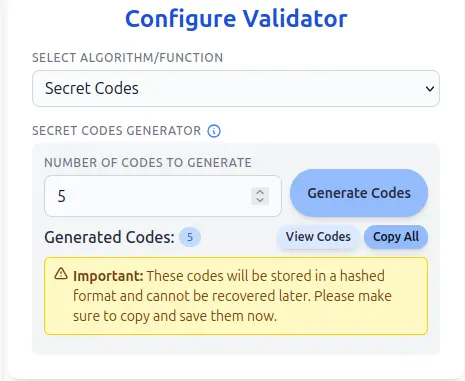 Configure Validator
SELECT ALGORITHM/FUNCTION
Secret Codes
SECRET CODES GENERATOR
NUMBER OF CODES TO GENERATE
5
Generate Codes
Generated Codes: 5
View Codes
Copy All
Important: These codes will be stored in a hashed
format and cannot be recovered later. Please make
sure to copy and save them now.